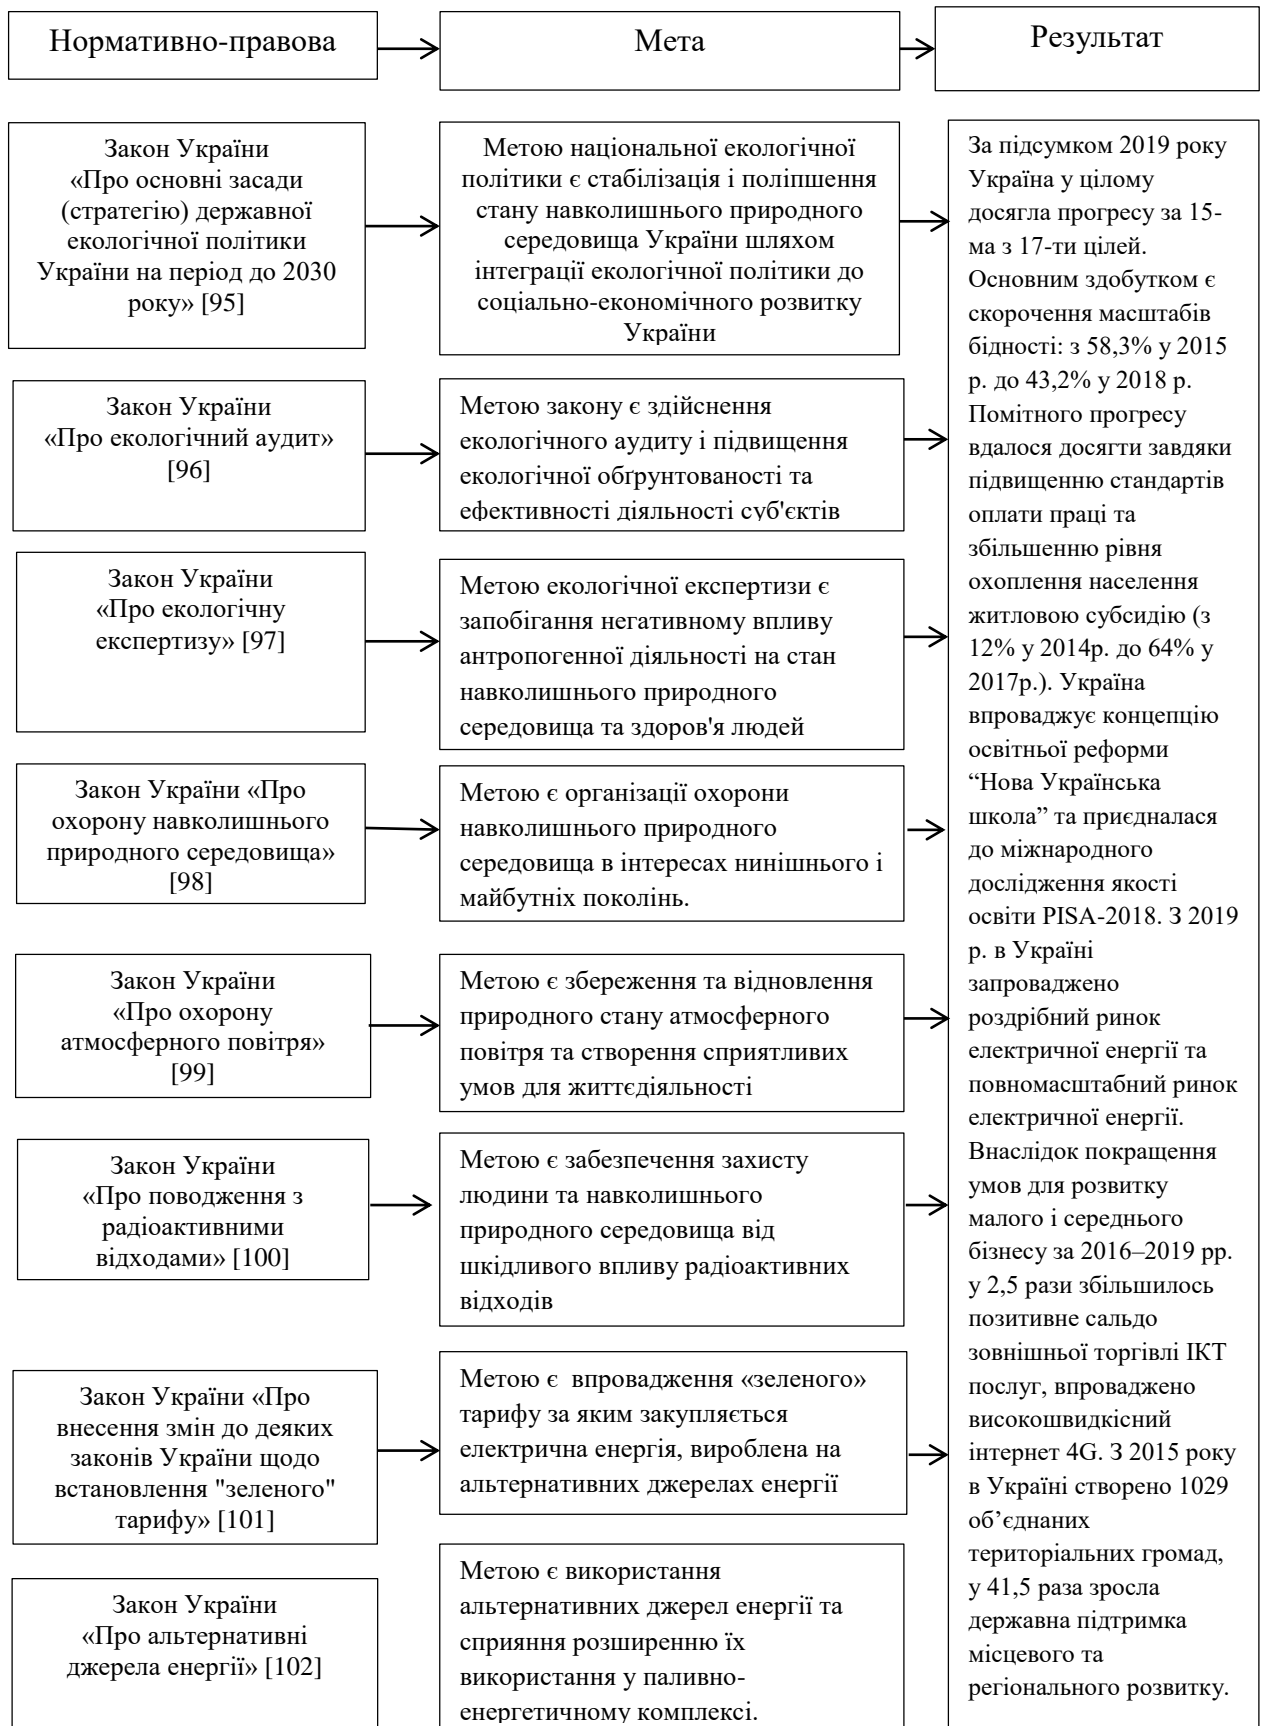 Нормативно-правова
Мета
Результат
Закон України
«Про основні засади
(стратегію) державної
екологічної політики
України на період до 2030
року» [95]
Метою національної екологічної
політики є стабілізація і поліпшення
стану навколишнього природного
середовища України шляхом
інтеграції екологічної політики до
соціально-економічного розвитку
України
Закон України
«Про екологічний аудит»
[96]
Метою закону є здійснення
екологічного аудиту і підвищення
екологічної обґрунтованості та
ефективності діяльності суб'єктів
Закон України
«Про екологічну
експертизу» [97]
Метою екологічної експертизи є
запобігання негативному впливу
антропогенної діяльності на стан
навколишнього природного
середовища та здоров'я людей
Закон України «Про
охорону навколишнього
природного середовища»
[98]
Метою є організації охорони
навколишнього природного
середовища в інтересах нинішнього і
майбутніх поколінь.
Закон України
«Про охорону
атмосферного повітря»
[99]
Метою є збереження та відновлення
природного стану атмосферного
повітря та створення сприятливих
умов для життєдіяльності
Закон України
«Про поводження з
радіоактивними
відходами» [100]
Метою є забезпечення захисту
людини та навколишнього
природного середовища від
шкідливого впливу радіоактивних
відходів
Закон України «Про
внесення змін до деяких
законів України щодо
встановлення "зеленого"
тарифу» [101]
Метою є  впровадження «зеленого»
тарифу за яким закупляється
електрична енергія, вироблена на
альтернативних джерелах енергії
Закон України
«Про альтернативні
джерела енергії» [102]
Метою є використання
альтернативних джерел енергії та
сприяння розширенню їх
використання у паливно-
енергетичному комплексі.
За підсумком 2019 року
Україна у цілому
досягла прогресу за 15-
ма з 17-ти цілей.
Основним здобутком є
скорочення масштабів
бідності: з 58,3% у 2015
р. до 43,2% у 2018 р.
Помітного прогресу
вдалося досягти завдяки
підвищенню стандартів
оплати праці та
збільшенню рівня
охоплення населення
житловою субсидію (з
12% у 2014р. до 64% у
2017р.). Україна
впроваджує концепцію
освітньої реформи
“Нова Українська
школа” та приєдналася
до міжнародного
дослідження якості
освіти PISA-2018. З 2019
р. в Україні
запроваджено
роздрібний ринок
електричної енергії та
повномасштабний ринок
електричної енергії.
Внаслідок покращення
умов для розвитку
малого і середнього
бізнесу за 2016–2019 рр.
у 2,5 рази збільшилось
позитивне сальдо
зовнішньої торгівлі ІКТ
послуг, впроваджено
високошвидкісний
інтернет 4G. З 2015 року
в Україні створено 1029
об’єднаних
територіальних громад,
у 41,5 раза зросла
державна підтримка
місцевого та
регіонального розвитку.